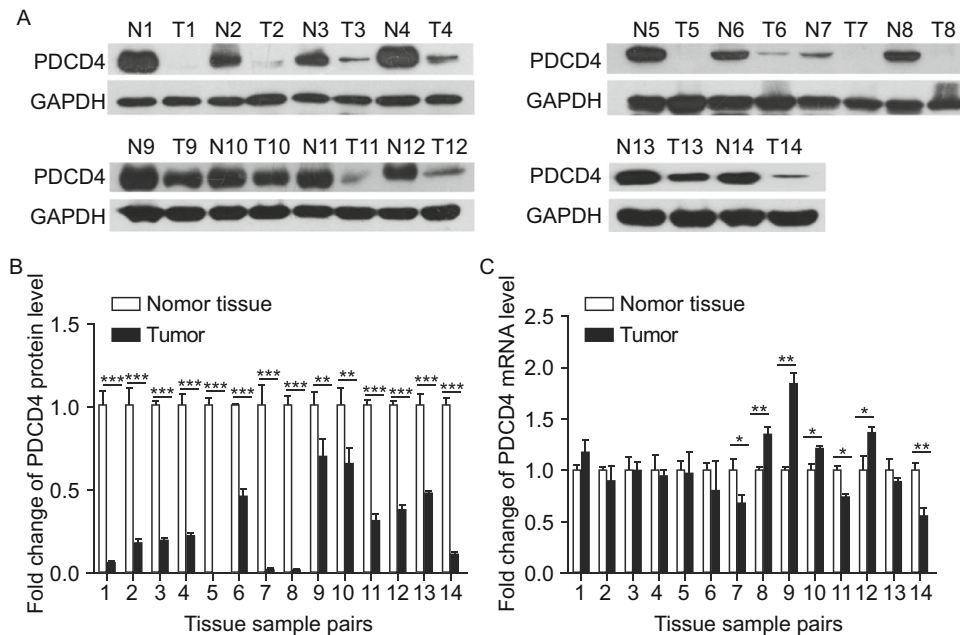 A
N1 T1 N2 T2 N3 T3 N4 T4
PDCD4
GAPDH
N5 T5 N6 T6 N7 T7 N8 T8
PDCD4
GAPDH
N9 T9 N10 T10 N11 T11 N12 T12
PDCD4
GAPDH
N13 T13 N14 T14
PDCD4
GAPDH
B
Fold change of PDCD4 protein level
Nomor tissue
Tumor
1.5
1.0
0.5
0.0
*** *** *** *** *** *** *** *** ** ** *** *** *** ***
1 2 3 4 5 6 7 8 9 10 11 12 13 14
Tissue sample pairs
C
Fold change of PDCD4 mRNA level
Nomor tissue
Tumor
2.5
2.0
1.5
1.0
0.5
0.0
* ** ** * * * **
1 2 3 4 5 6 7 8 9 10 11 12 13 14
Tissue sample pairs